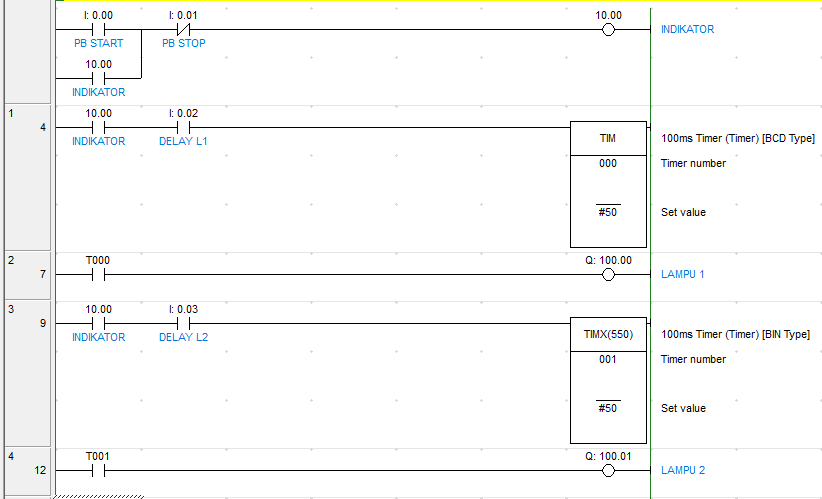 I: 0.00 I: 0.01 10.00
PB START PB STOP INDIKATOR
10.00
INDIKATOR
1 10.00 I: 0.02
4 INDIKATOR DELAY L1
TIM 100ms Timer (Timer) [BCD Type]
000 Timer number
#50 Set value
2 T000 Q: 100.00
7 LAMPU 1
3 10.00 I: 0.03
9 INDIKATOR DELAY L2
TIMX(550) 100ms Timer (Timer) [BIN Type]
001 Timer number
#50 Set value
4 T001 Q: 100.01
12 LAMPU 2